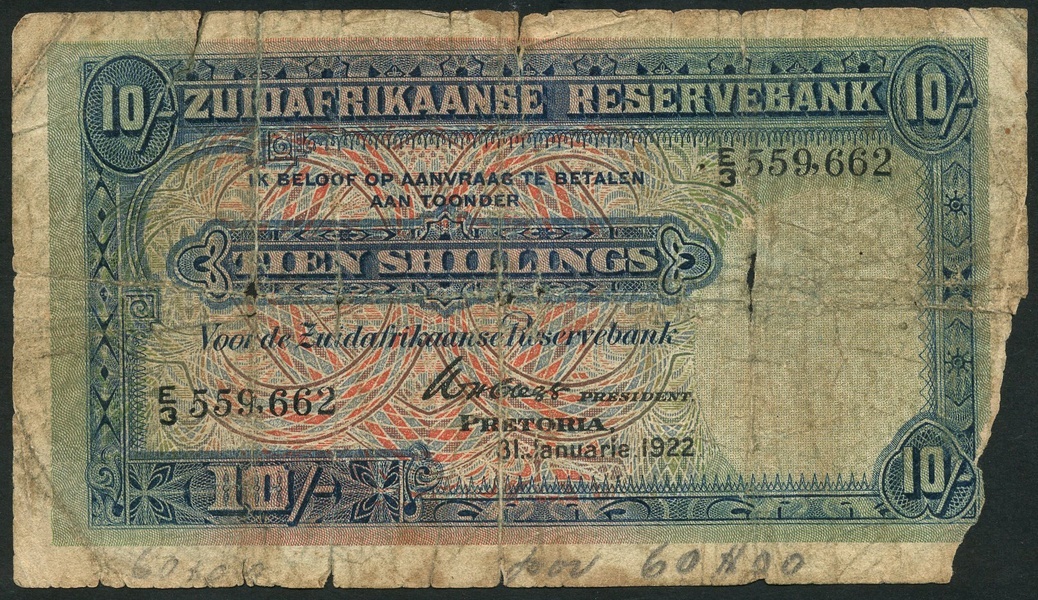 10/- ZUIDAFRIKAANSE RESERVEBANK 10/-
E/3 559,662
IK BELOOF OP AANVRAAG TE BETALEN
AAN TOONDER
TIEN SHILLINGS
Voor de Zuidafrikaanse Reservebank
E/3 559,662
PRESIDENT.
PRETORIA,
31. Januarie 1922
10/- 10/-
60